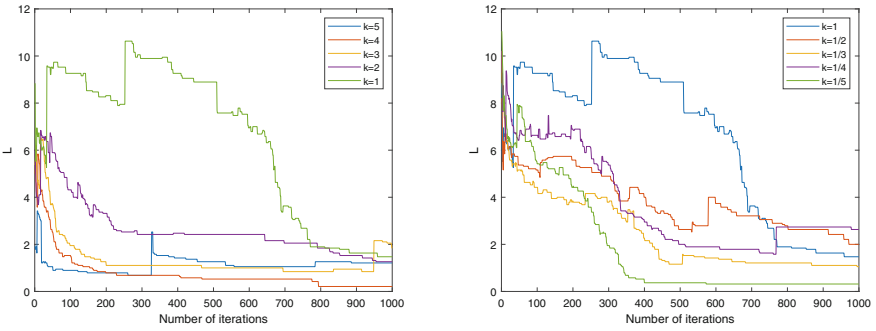 12
10
8
6
4
2
0
L
0 100 200 300 400 500 600 700 800 900 1000
Number of iterations
k=5
k=4
k=3
k=2
k=1
12
10
8
6
4
2
0
L
0 100 200 300 400 500 600 700 800 900 1000
Number of iterations
k=1
k=1/2
k=1/3
k=1/4
k=1/5